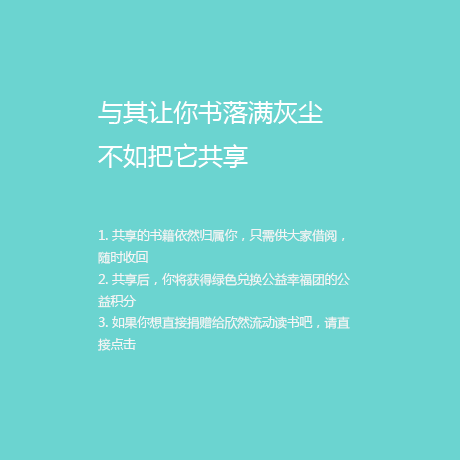 与其让你书落满灰尘
不如把它共享
1. 共享的书籍依然归属你，只需供大家借阅，
随时收回
2. 共享后，你将获得绿色兑换公益幸福团的公
益积分
3. 如果你想直接捐赠给欣然流动读书吧，请直
接点击